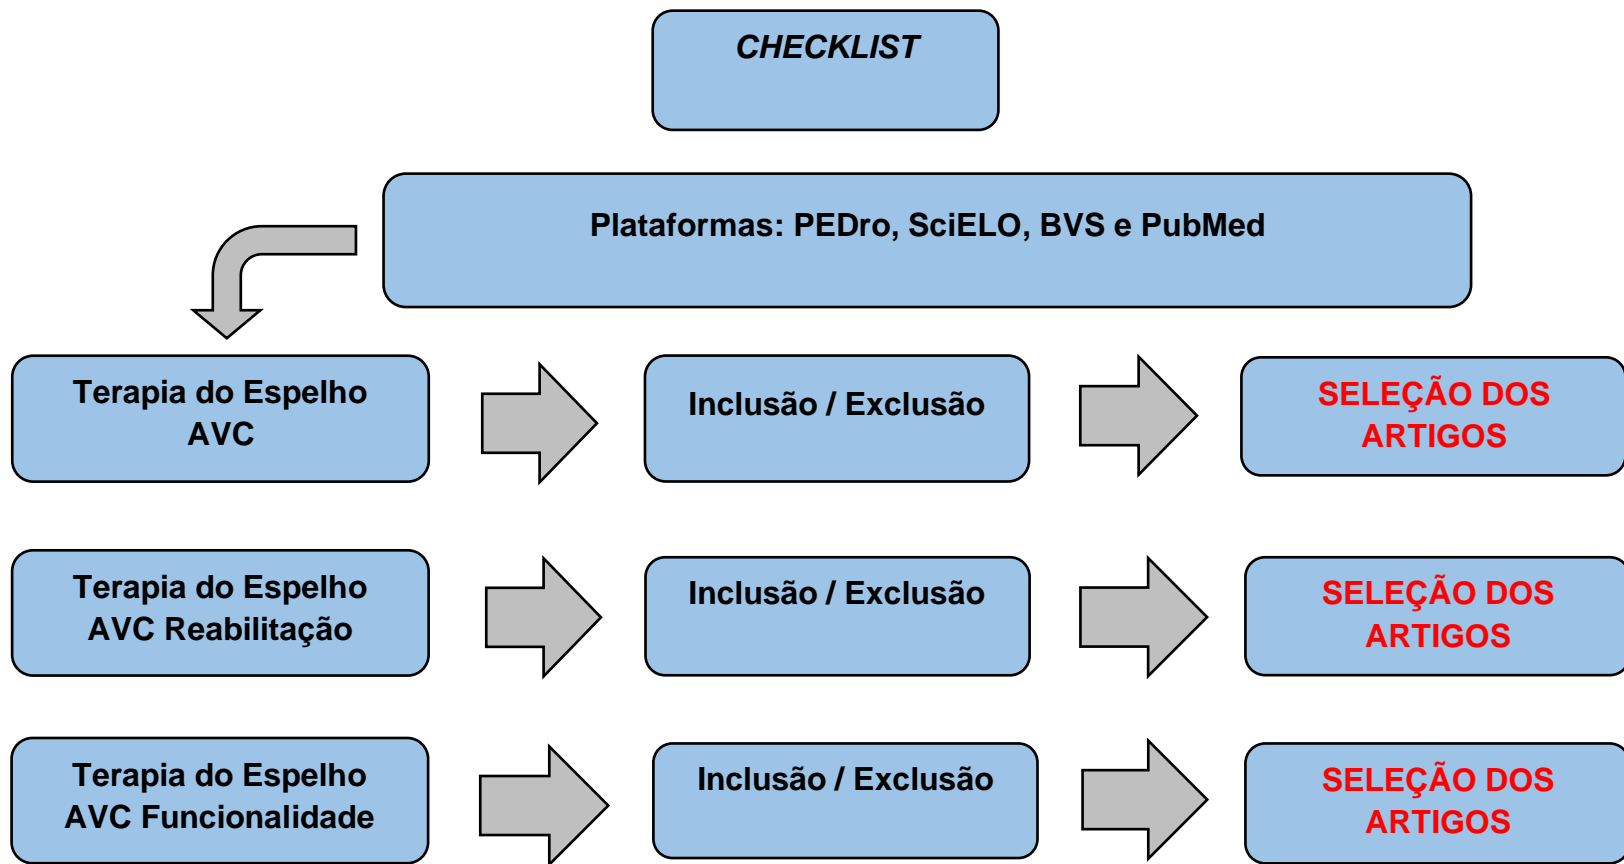 CHECKLIST
Plataformas: PEDro, SciELO, BVS e PubMed
Terapia do Espelho
AVC
Inclusão / Exclusão
SELEÇÃO DOS
ARTIGOS
Terapia do Espelho
AVC Reabilitação
Inclusão / Exclusão
SELEÇÃO DOS
ARTIGOS
Terapia do Espelho
AVC Funcionalidade
Inclusão / Exclusão
SELEÇÃO DOS
ARTIGOS